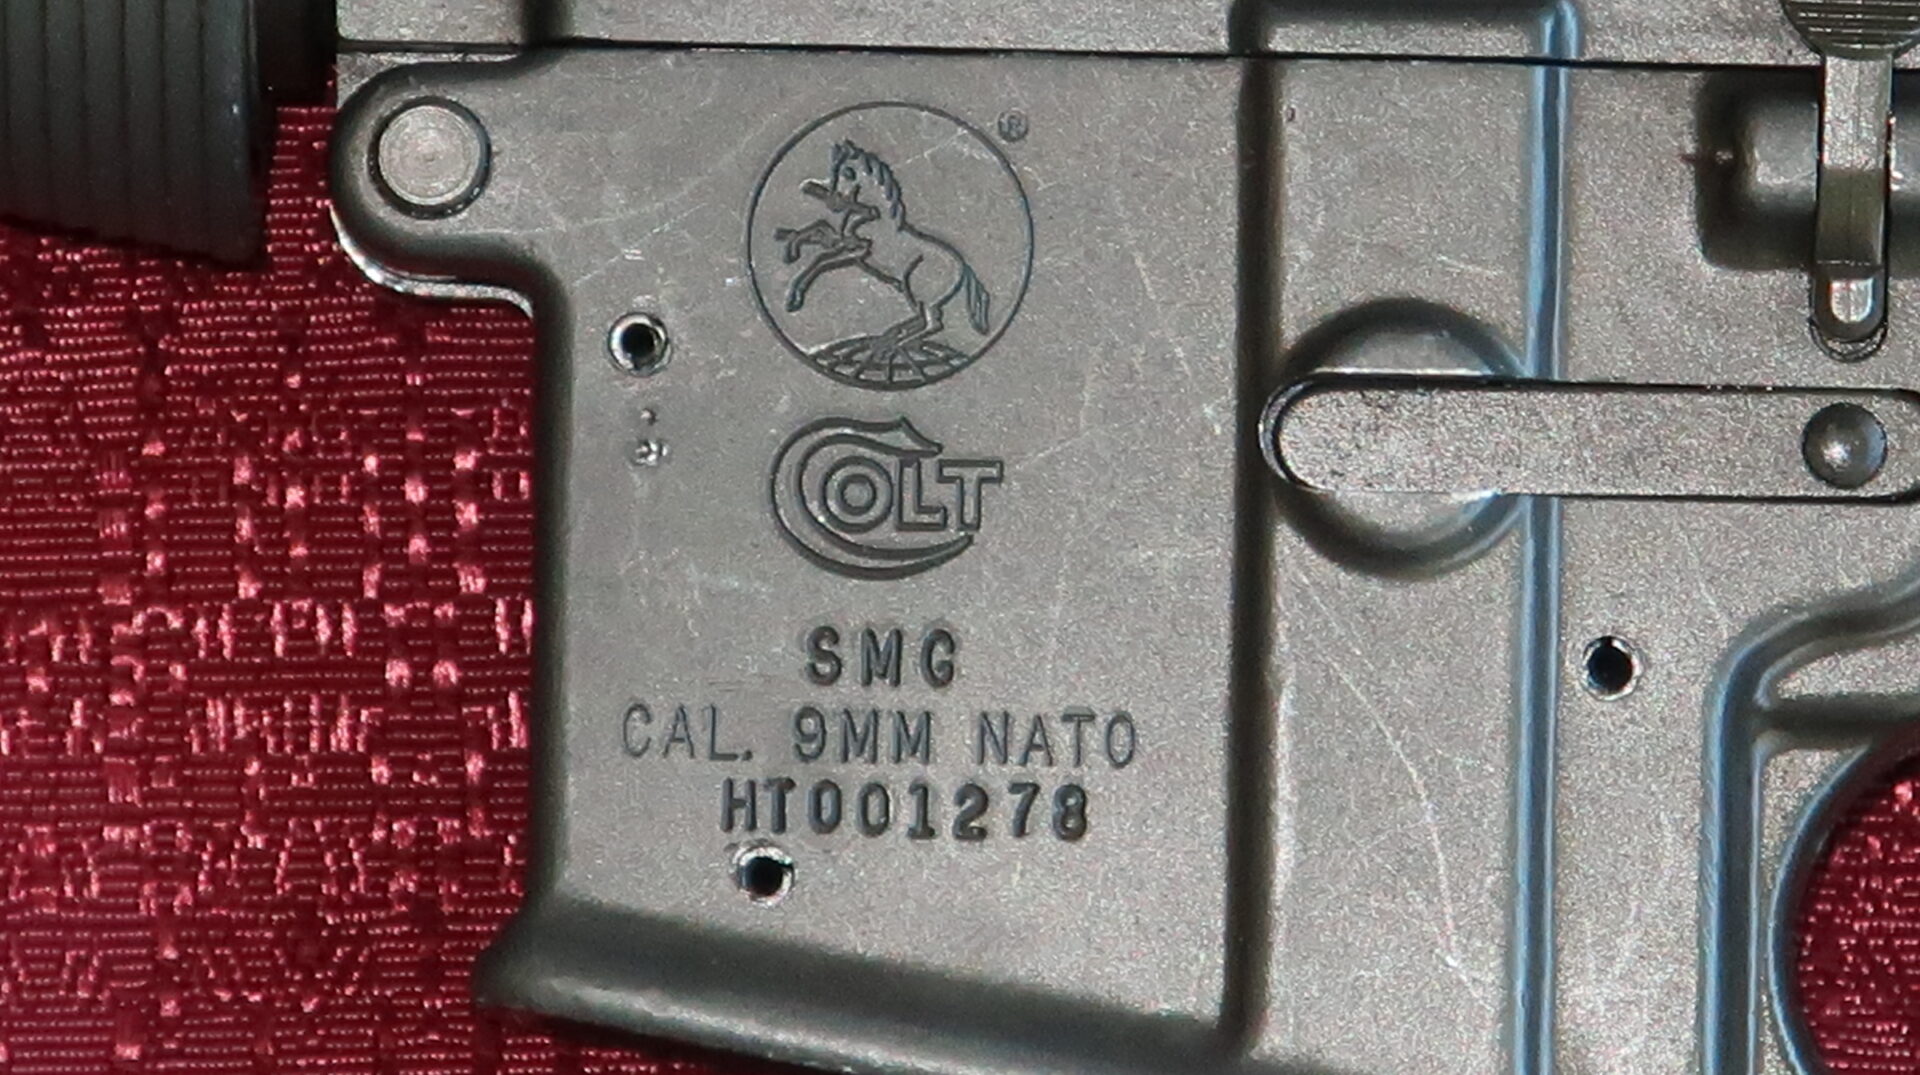 ®
COLT
SMG
CAL. 9MM NATO
HT001278